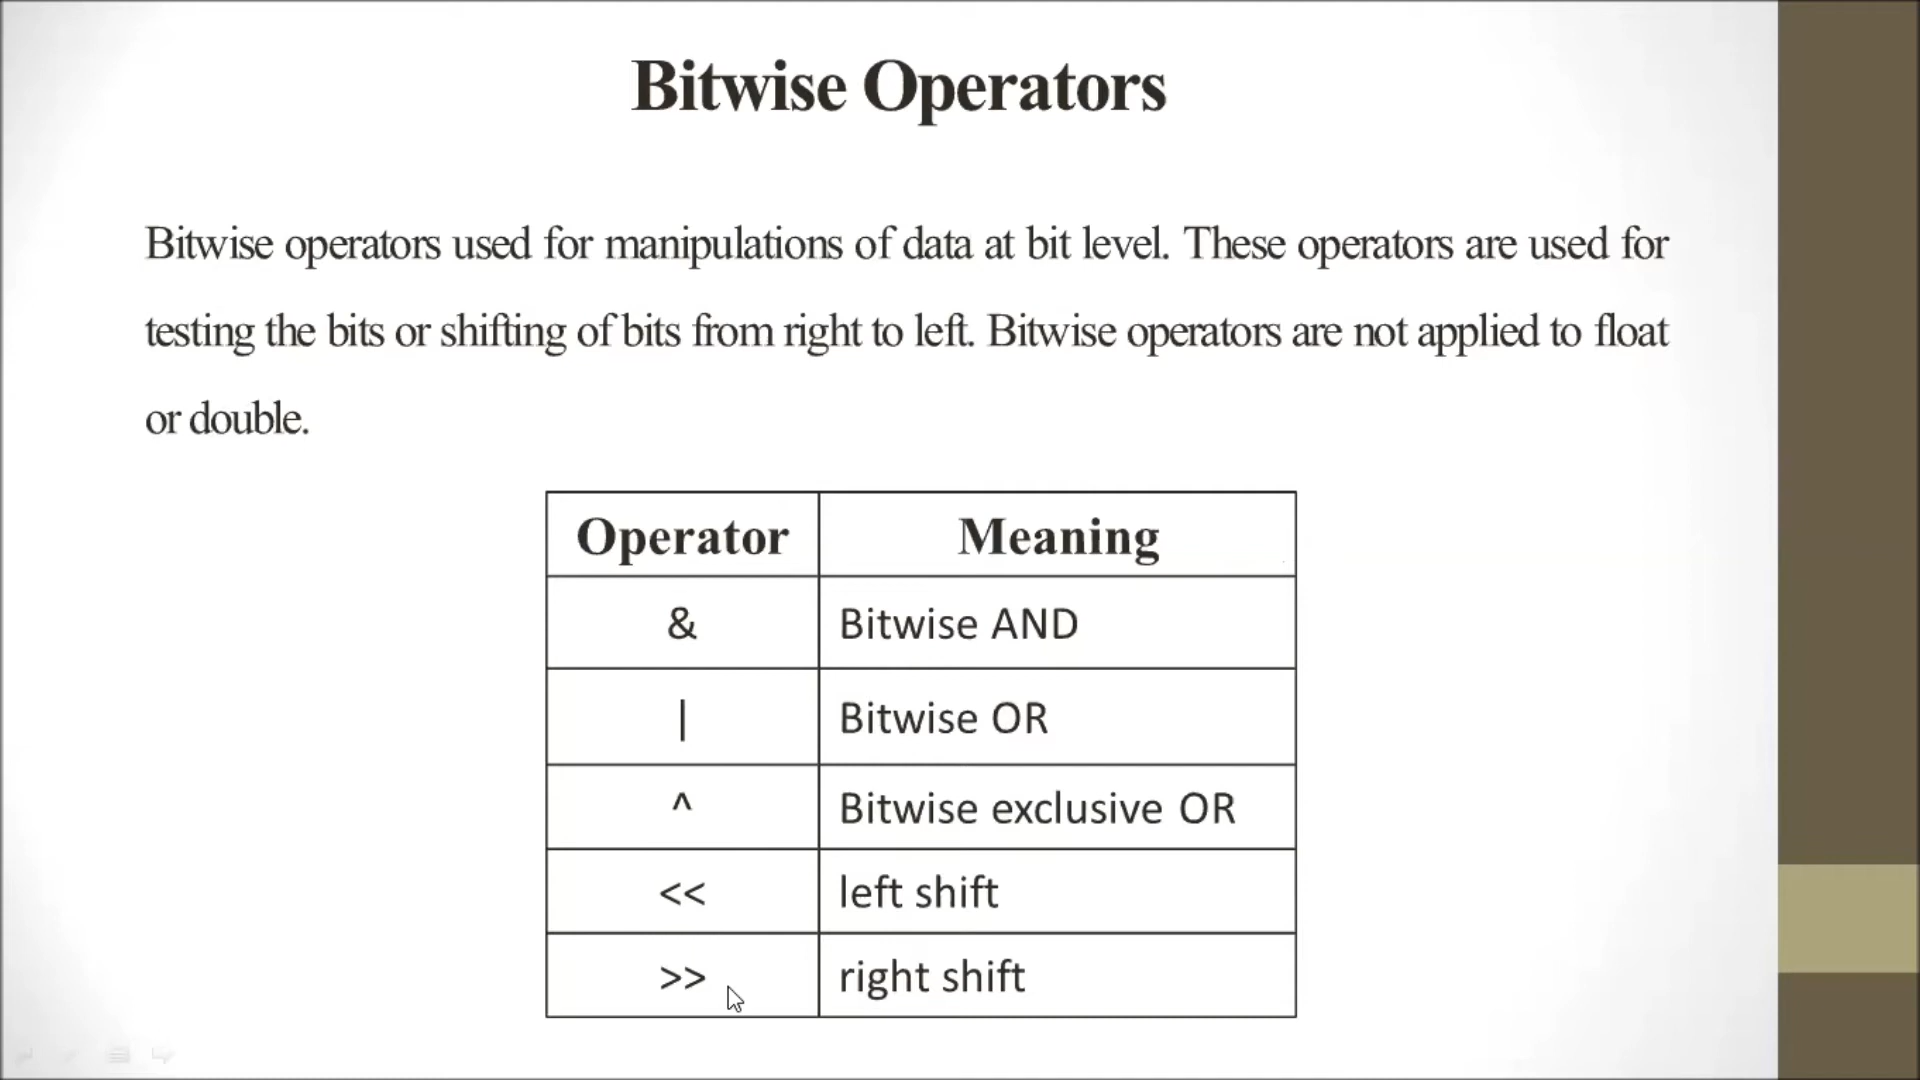 Bitwise Operators
Bitwise operators used for manipulations of data at bit level. These operators are used for
testing the bits or shifting of bits from right to left. Bitwise operators are not applied to float
or double.
Operator Meaning
& Bitwise AND
| Bitwise OR
^ Bitwise exclusive OR
<< left shift
>> right shift